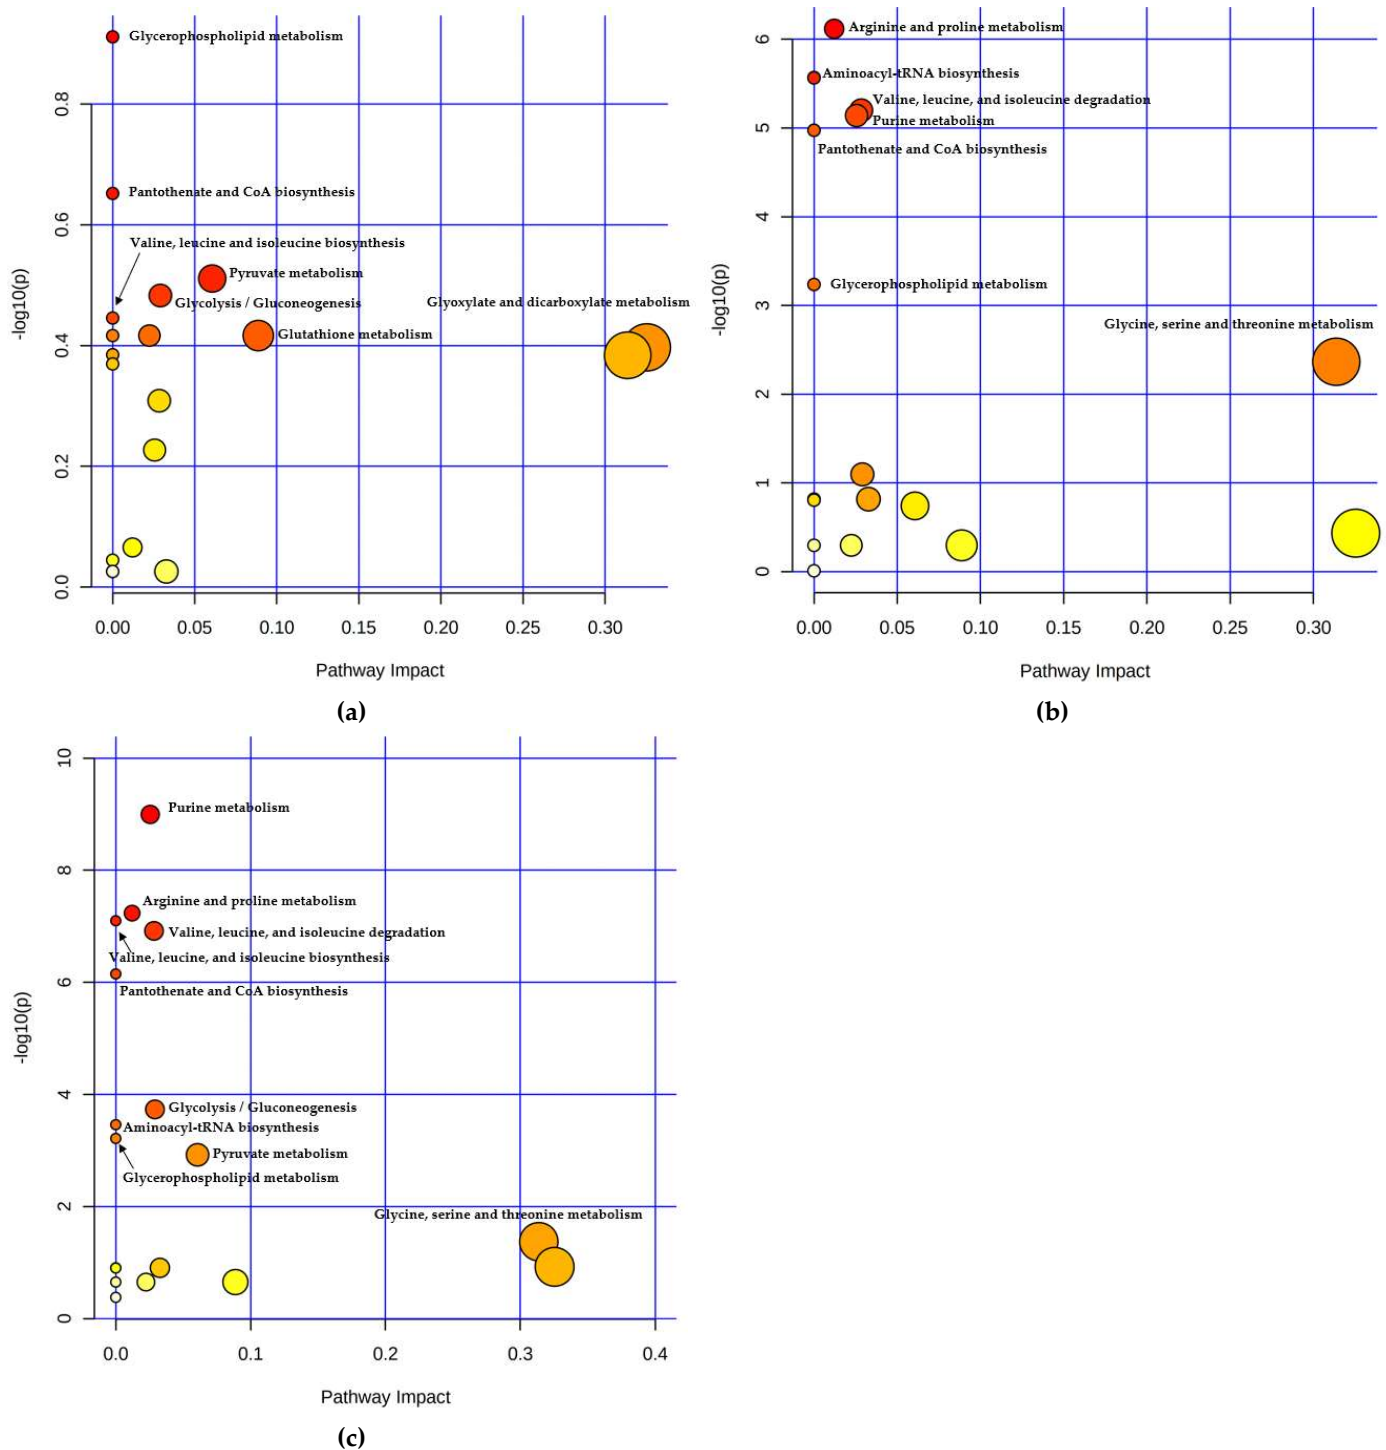 Glycerophospholipid metabolism
0.8
Pantothenate and CoA biosynthesis
0.6
Valine, leucine and isoleucine biosynthesis
Pyruvate metabolism
Glycolysis / Gluconeogenesis
Glyoxylate and dicarboxylate metabolism
Glutathione metabolism
0.4
0.2
0.0
-log10(p)
0.00 0.05 0.10 0.15 0.20 0.25 0.30
Pathway Impact
(a)
Arginine and proline metabolism
6
Aminoacyl-tRNA biosynthesis
Valine, leucine, and isoleucine degradation
Purine metabolism
5
Pantothenate and CoA biosynthesis
4
Glycerophospholipid metabolism
3
Glycine, serine and threonine metabolism
2
1
0
-log10(p)
0.00 0.05 0.10 0.15 0.20 0.25 0.30
Pathway Impact
(b)
10
Purine metabolism
8
Arginine and proline metabolism
Valine, leucine, and isoleucine degradation
Valine, leucine, and isoleucine biosynthesis
6
Pantothenate and CoA biosynthesis
4
Glycolysis / Gluconeogenesis
Aminoacyl-tRNA biosynthesis
Pyruvate metabolism
Glycerophospholipid metabolism
2
Glycine, serine and threonine metabolism
0
-log10(p)
0.0 0.1 0.2 0.3 0.4
Pathway Impact
(c)